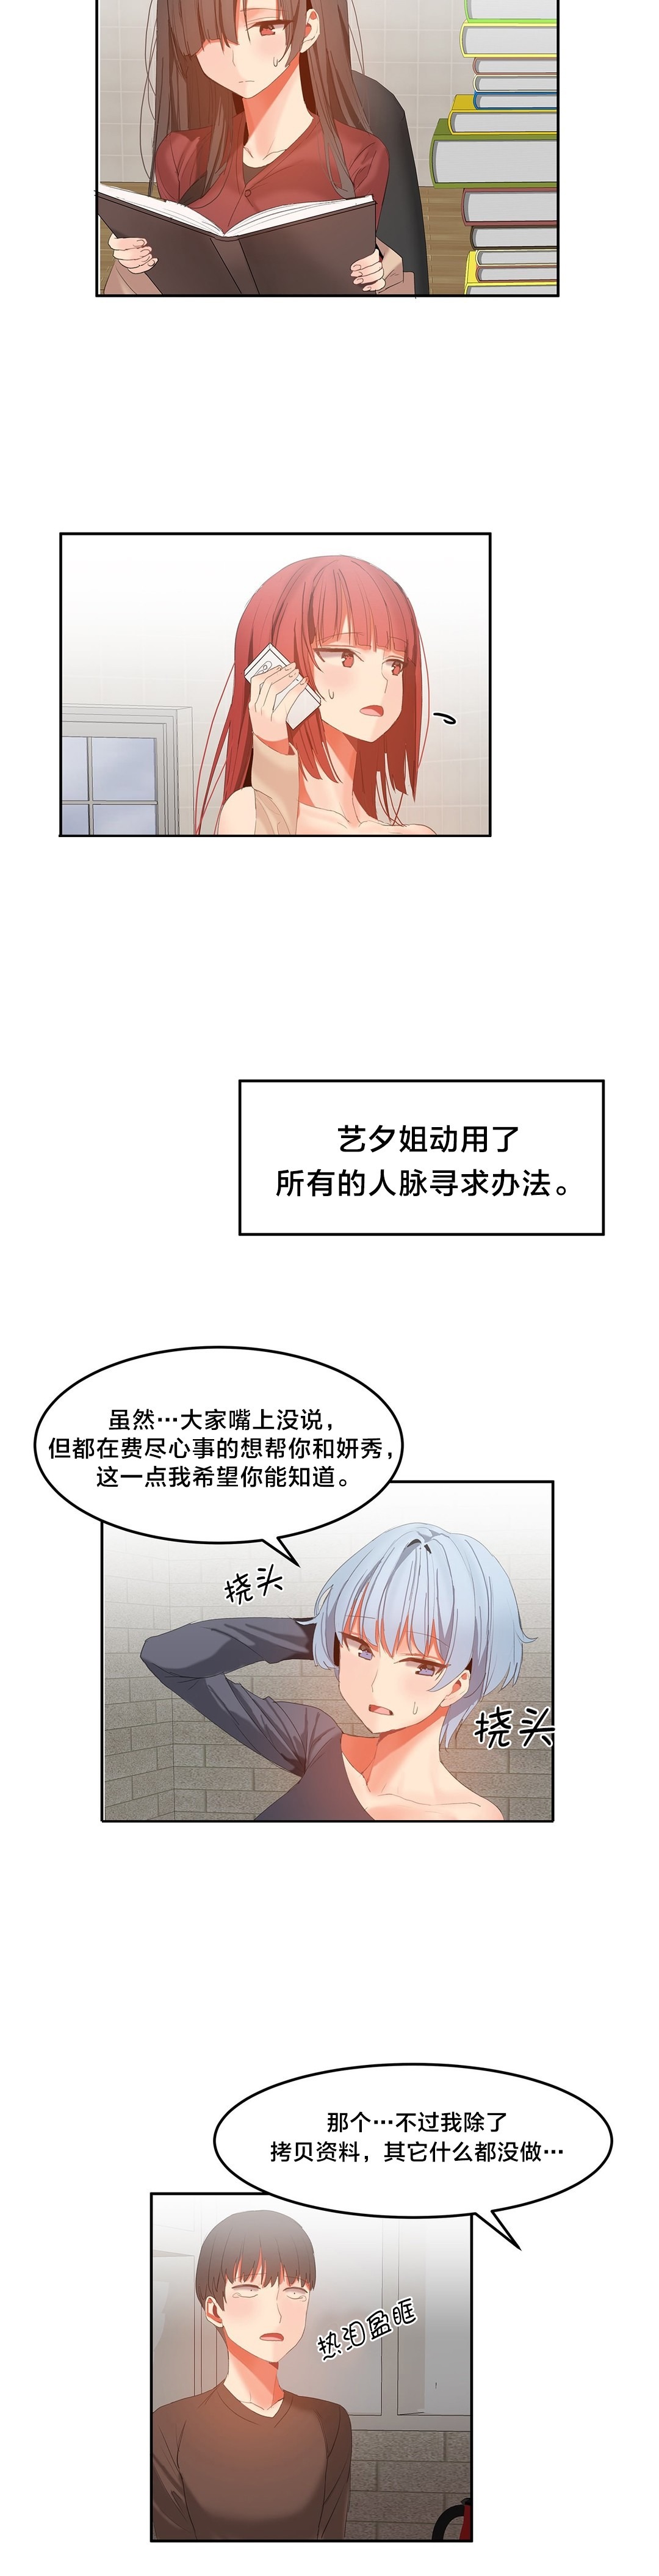 艺夕姐动用了
所有的人脉寻求办法。
虽然…大家嘴上没说，
但都在费尽心事的想帮你和妍秀，
这一点我希望你能知道。
挠头
挠头
那个…不过我除了
拷贝资料，其它什么都没做…
热泪盈眶